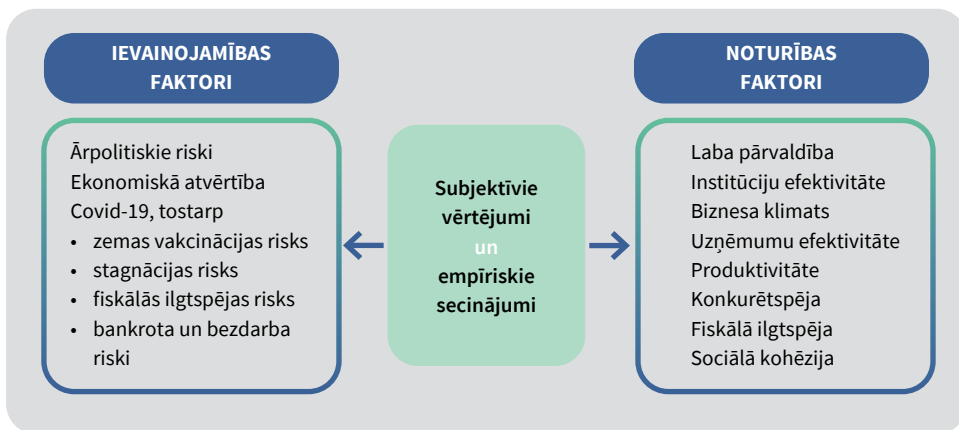 IEVAINOJAMĪBAS
FAKTORI
Ārpolitiskie riski
Ekonomiskā atvērtība
Covid-19, tostarp
• zemas vakcinācijas risks
• stagnācijas risks
• fiskālās ilgtspējas risks
• bankrota un bezdarba
riski
Subjektīvie
vērtējumi
un
empīriskie
secinājumi
NOTURĪBAS
FAKTORI
Laba pārvaldība
Institūciju efektivitāte
Biznesa klimats
Uzņēmumu efektivitāte
Produktivitāte
Konkurētspēja
Fiskālā ilgtspēja
Sociālā kohēzija